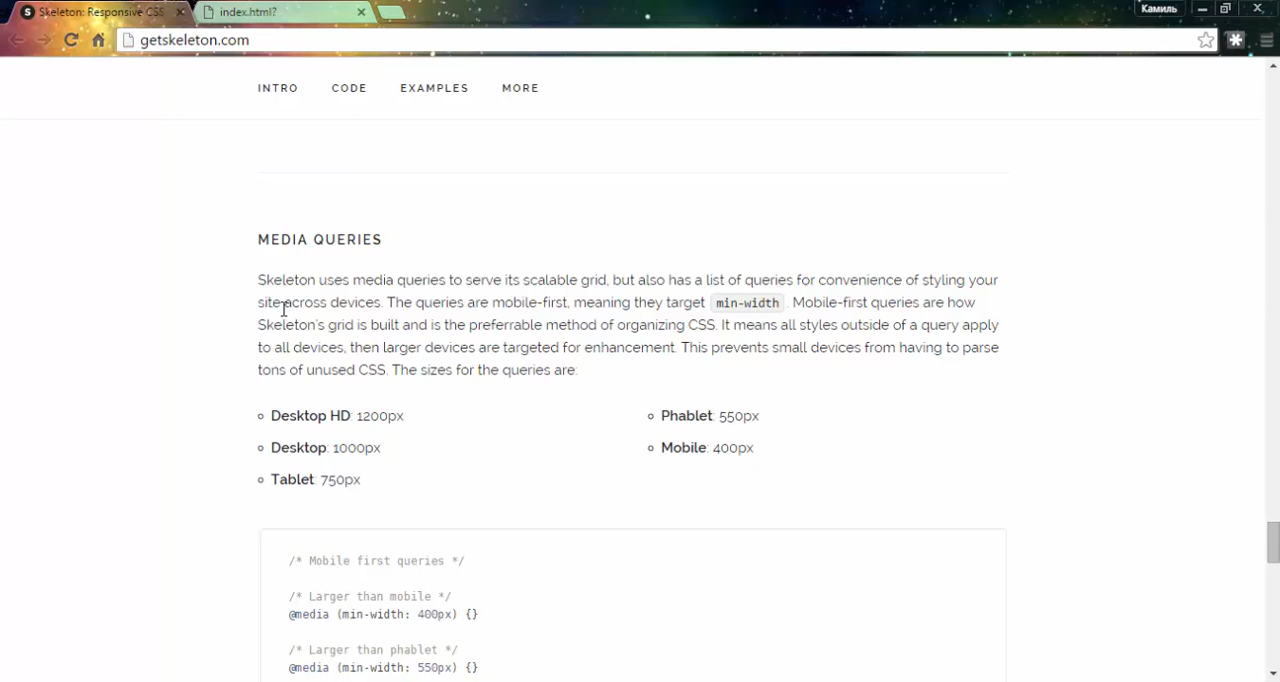 Skeleton: Responsive CSS
index.html?
Камиль
getskeleton.com
INTRO CODE EXAMPLES MORE
MEDIA QUERIES
Skeleton uses media queries to serve its scalable grid, but also has a list of queries for convenience of styling your
site across devices. The queries are mobile-first, meaning they target min-width . Mobile-first queries are how
Skeleton's grid is built and is the preferrable method of organizing CSS. It means all styles outside of a query apply
to all devices, then larger devices are targeted for enhancement. This prevents small devices from having to parse
tons of unused CSS. The sizes for the queries are:
Desktop HD: 1200px
Desktop: 1000px
Tablet: 750px
Phablet: 550px
Mobile: 400px
/* Mobile first queries */
/* Larger than mobile */
@media (min-width: 400px) {}
/* Larger than phablet */
@media (min-width: 550px) {}